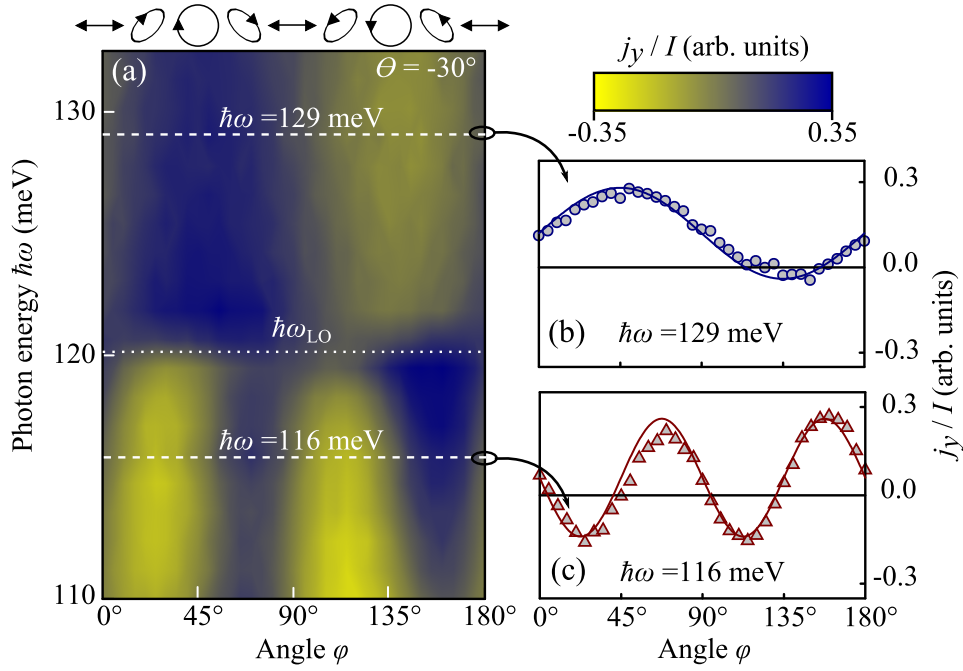 (a)
Θ = -30°
ħω =129 meV
ħω_LO
ħω =116 meV
130
120
110
Photon energy ħω (meV)
0° 45° 90° 135° 180°
Angle φ
j_y / I (arb. units)
-0.35 0.35
0.3
0.0
-0.3
(b) ħω =129 meV
0.3
0.0
-0.3
(c) ħω =116 meV
j_y / I (arb. units)
0° 45° 90° 135° 180°
Angle φ